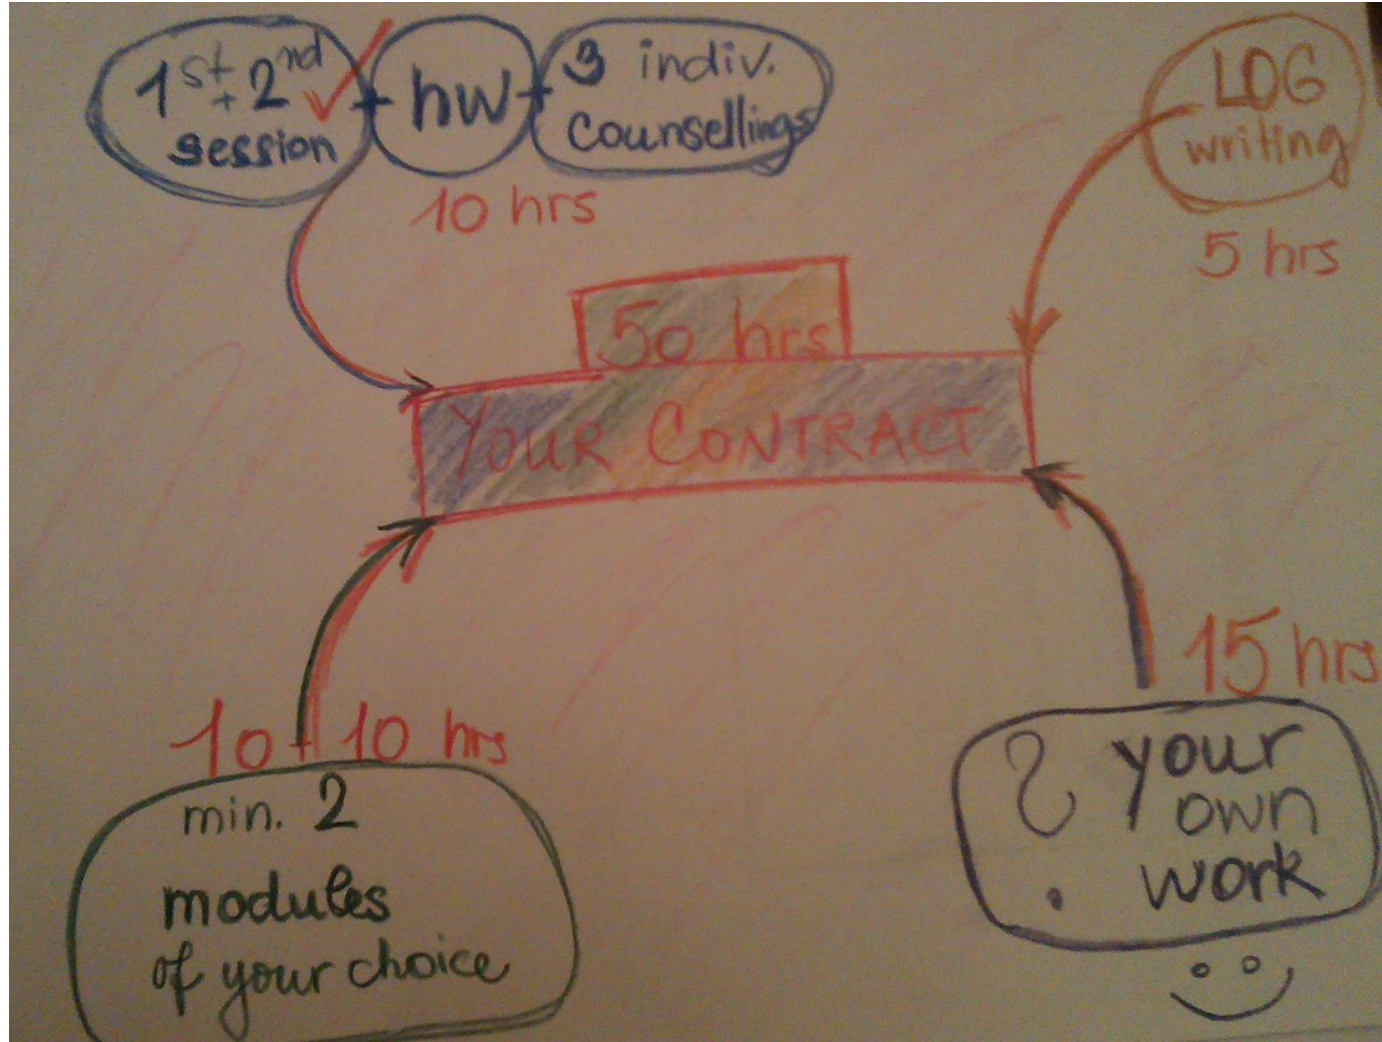 1st + 2nd + hw + 3 indiv.
session counsellings
10 hrs
LOG
writing
5 hrs
50 hrs
YOUR CONTRACT
10 + 10 hrs
min. 2
modules
of your choice
15 hrs
? your
own
work